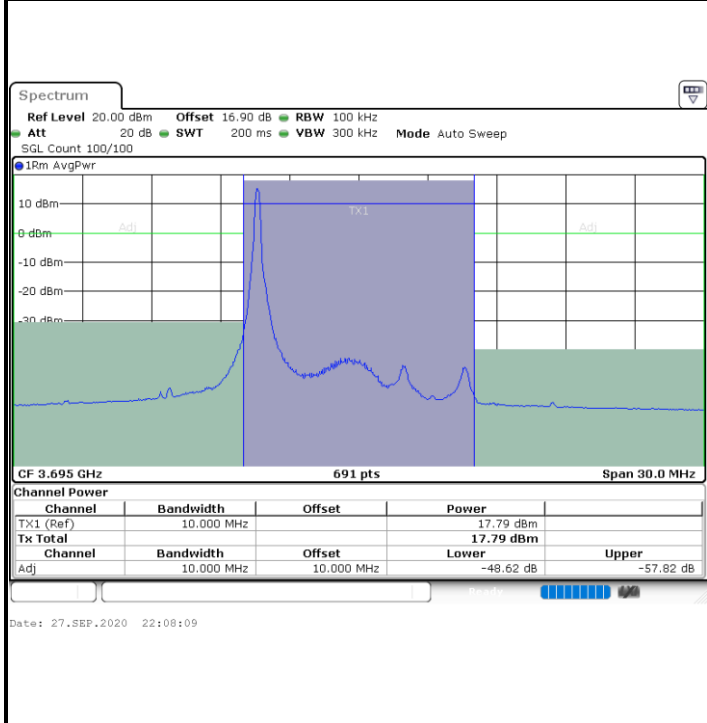 Spectrum
Ref Level 20.00 dBm Offset 16.90 dB RBW 100 kHz
Att 20 dB SWT 200 ms VBW 300 kHz Mode Auto Sweep
SGL Count 100/100
1Rm AvgPwr
10 dBm
TX1
Adj
Adj
0 dBm
-10 dBm
-20 dBm
-30 dBm
CF 3.695 GHz 691 pts Span 30.0 MHz
Channel Power
Channel Bandwidth Offset Power
TX1 (Ref) 10.000 MHz 17.79 dBm
Tx Total 17.79 dBm
Channel Bandwidth Offset Lower Upper
Adj 10.000 MHz 10.000 MHz -48.62 dB -57.82 dB
Ready
Date: 27.SEP.2020 22:08:09